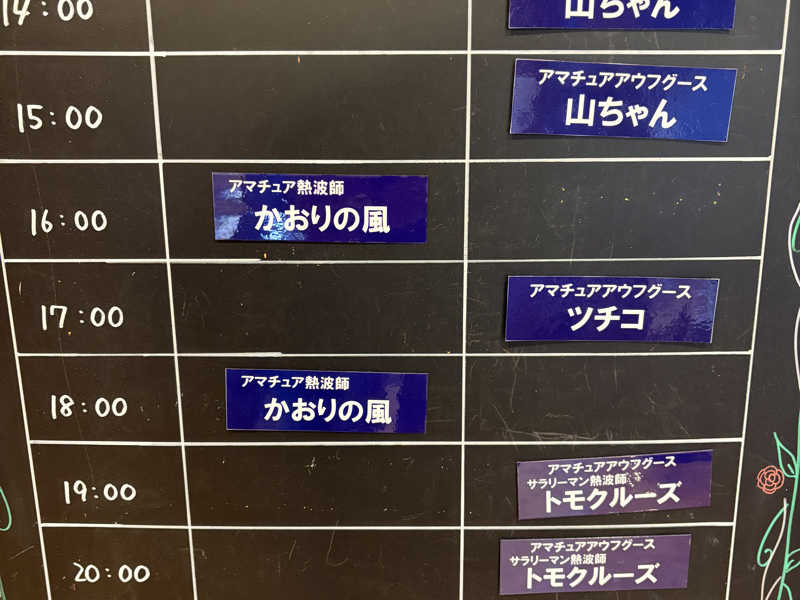 14:00
山ちゃん
15:00
アマチュアアウフグース
山ちゃん
16:00
アマチュア熱波師
かおりの風
17:00
アマチュアアウフグース
ツチコ
18:00
アマチュア熱波師
かおりの風
19:00
アマチュアアウフグース
サラリーマン熱波師
トモクルーズ
20:00
アマチュアアウフグース
サラリーマン熱波師
トモクルーズ